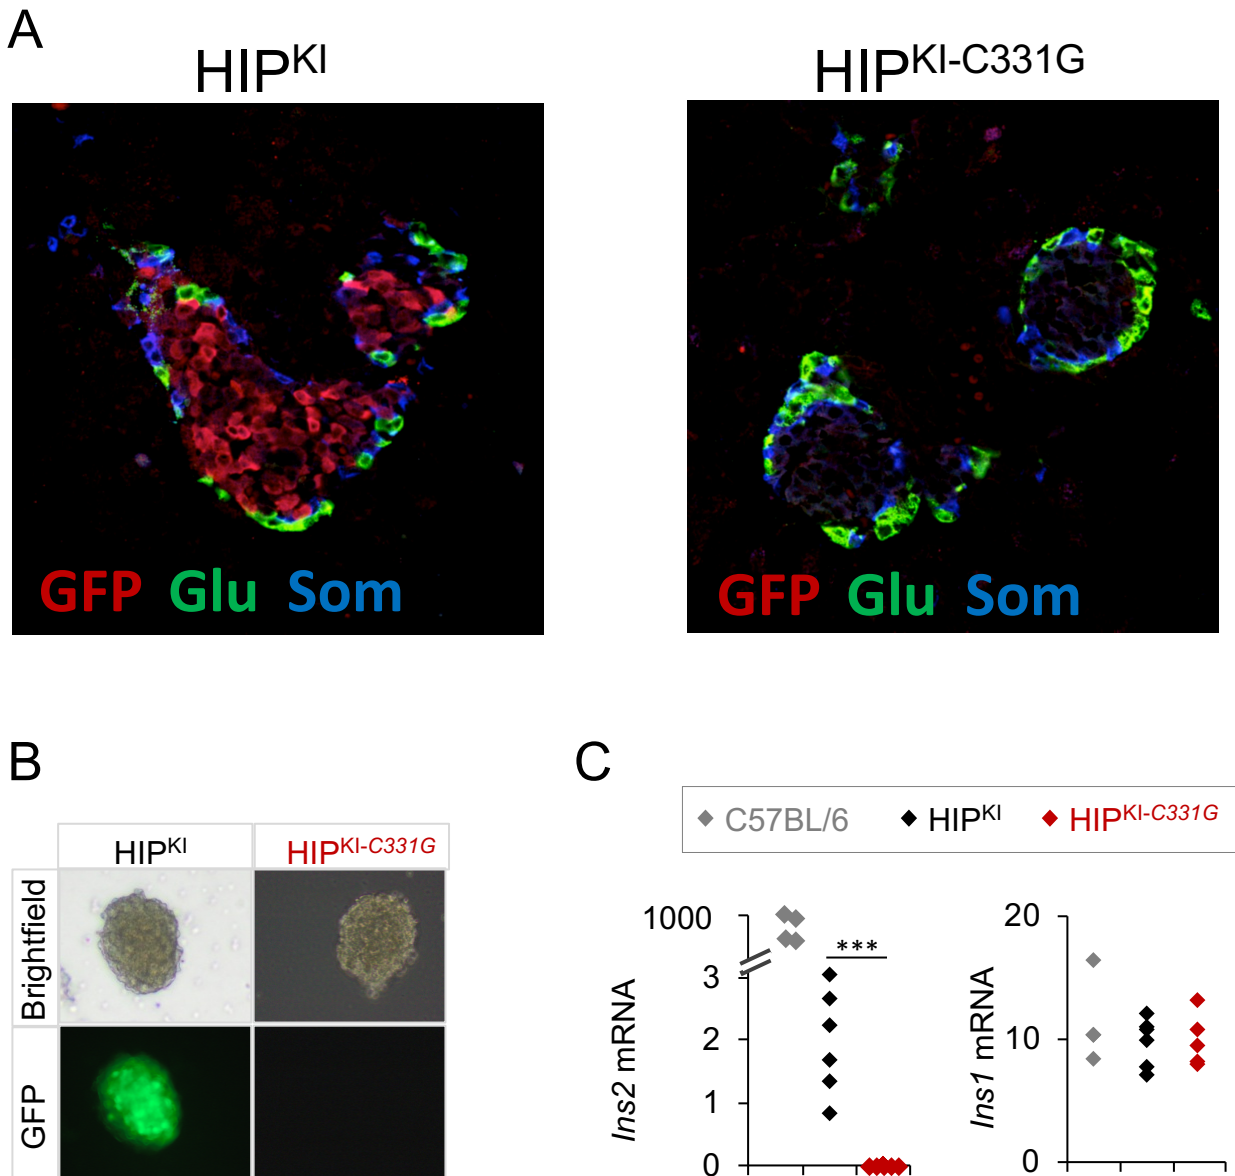 A
HIPKI
HIPKI-C331G
GFP Glu Som
GFP Glu Som
B
HIPKI
HIPKI-C331G
Brightfield
GFP
C
C57BL/6 HIPKI HIPKI-C331G
1000
***
3
2
1
0
Ins2 mRNA
20
10
0
Ins1 mRNA